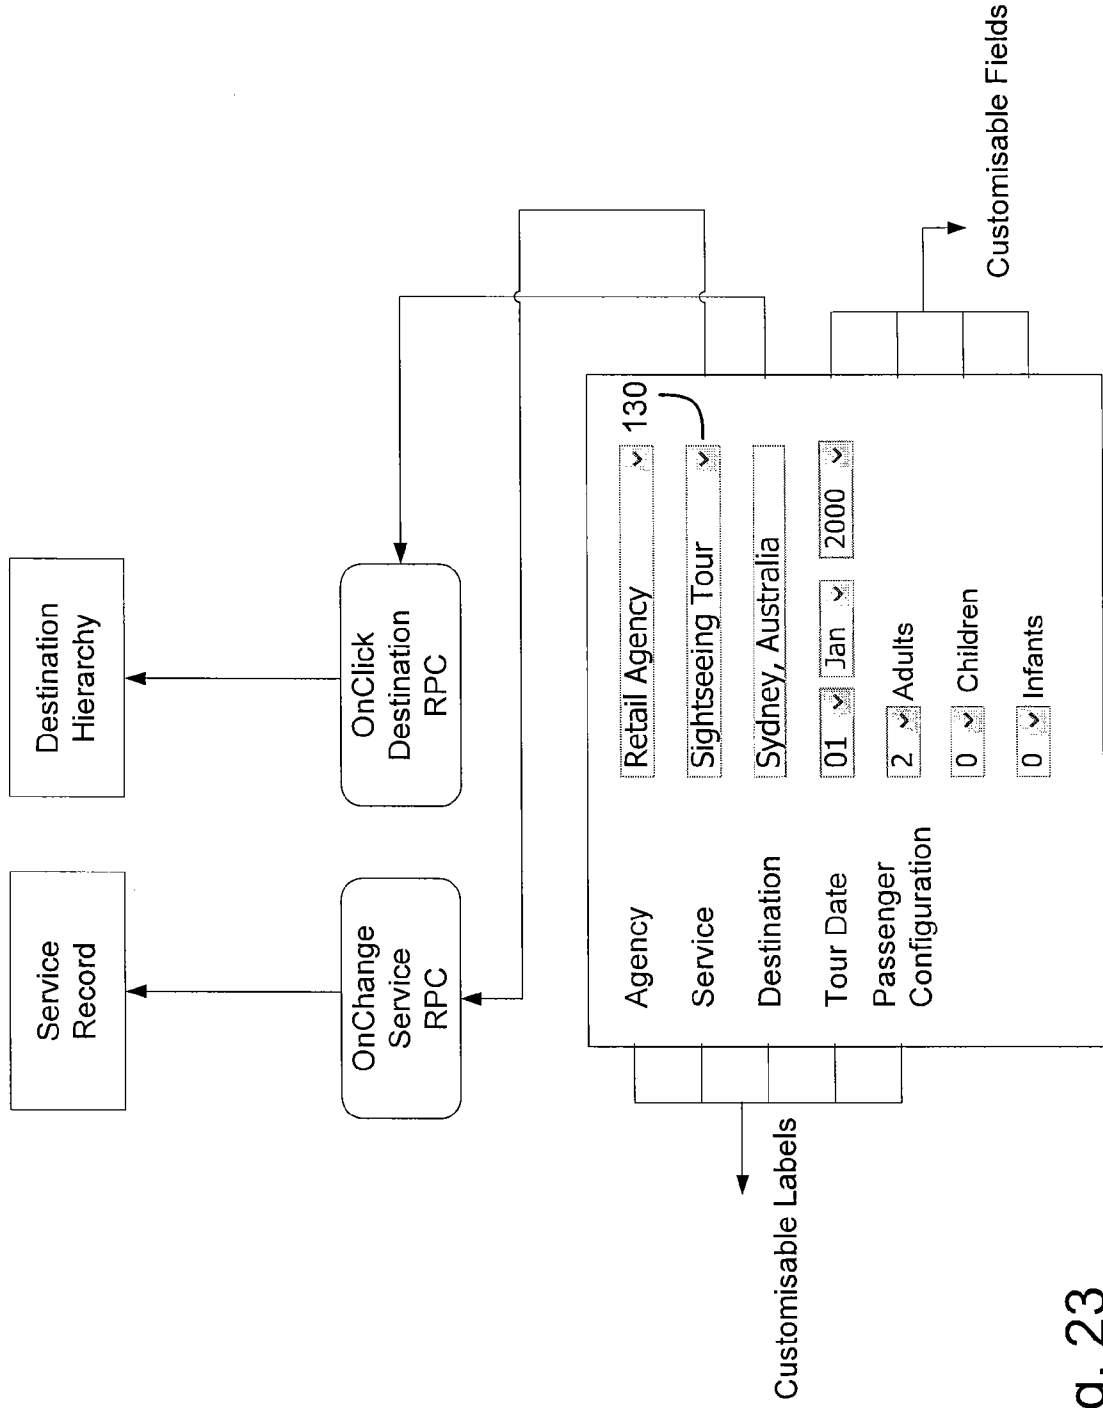 Service
Record
Destination
Hierarchy
OnChange
Service
RPC
OnClick
Destination
RPC
Agency
Retail Agency
130
Service
Sightseeing Tour
Destination
Sydney, Australia
Tour Date
01
Jan
2000
Passenger
Configuration
2
Adults
0
Children
0
Infants
Customisable Labels
Customisable Fields
g. 23